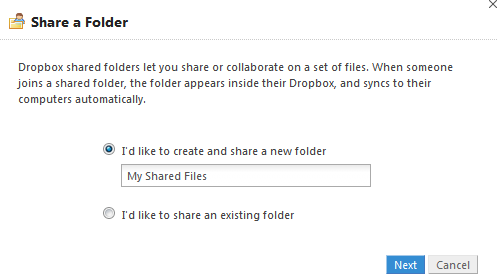 Share a Folder
Dropbox shared folders let you share or collaborate on a set of files. When someone
joins a shared folder, the folder appears inside their Dropbox, and syncs to their
computers automatically.
I'd like to create and share a new folder
My Shared Files
I'd like to share an existing folder
Next Cancel